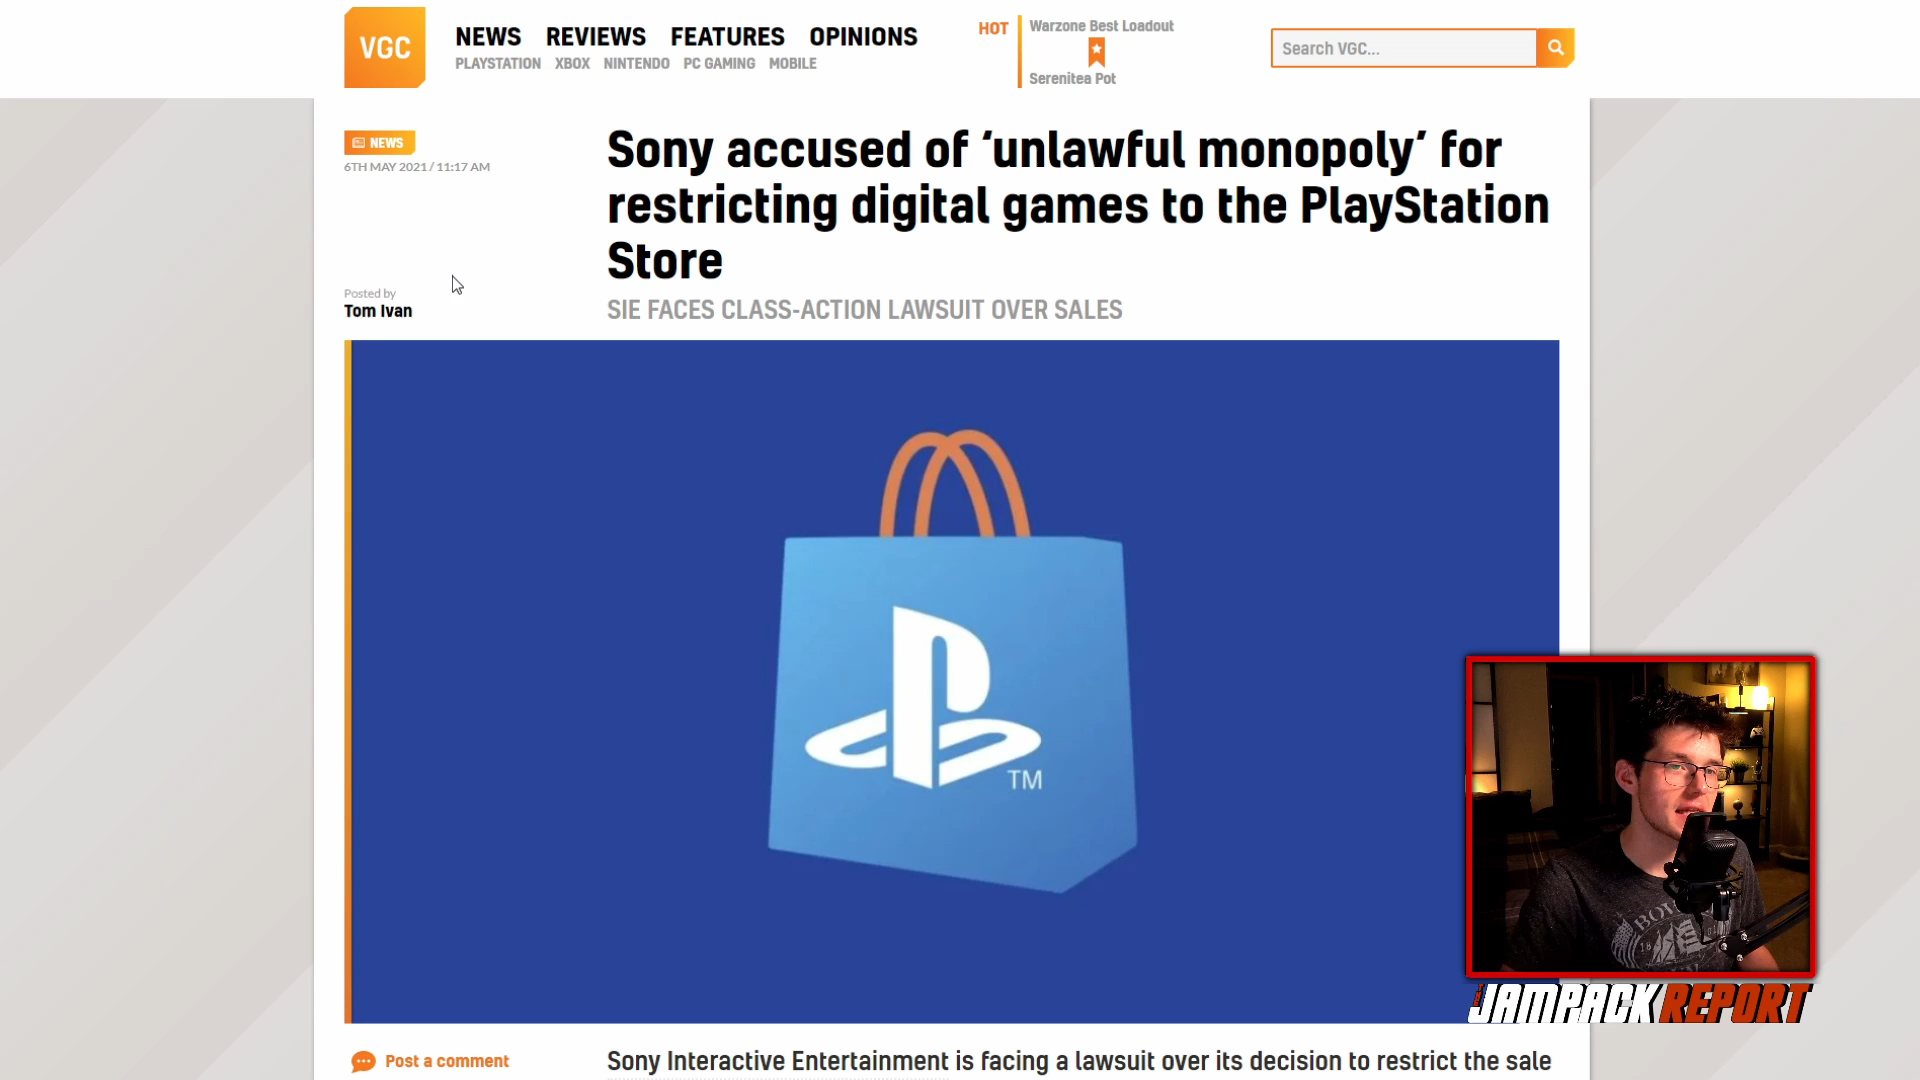 VGC
NEWS REVIEWS FEATURES OPINIONS
PLAYSTATION XBOX NINTENDO PC GAMING MOBILE
HOT
Warzone Best Loadout
Serenitea Pot
Search VGC...
NEWS
6TH MAY 2021 / 11:17 AM
Sony accused of ‘unlawful monopoly’ for
restricting digital games to the PlayStation
Store
Posted by
Tom Ivan
SIE FACES CLASS-ACTION LAWSUIT OVER SALES
TM
JAMPACK REPORT
Post a comment
Sony Interactive Entertainment is facing a lawsuit over its decision to restrict the sale